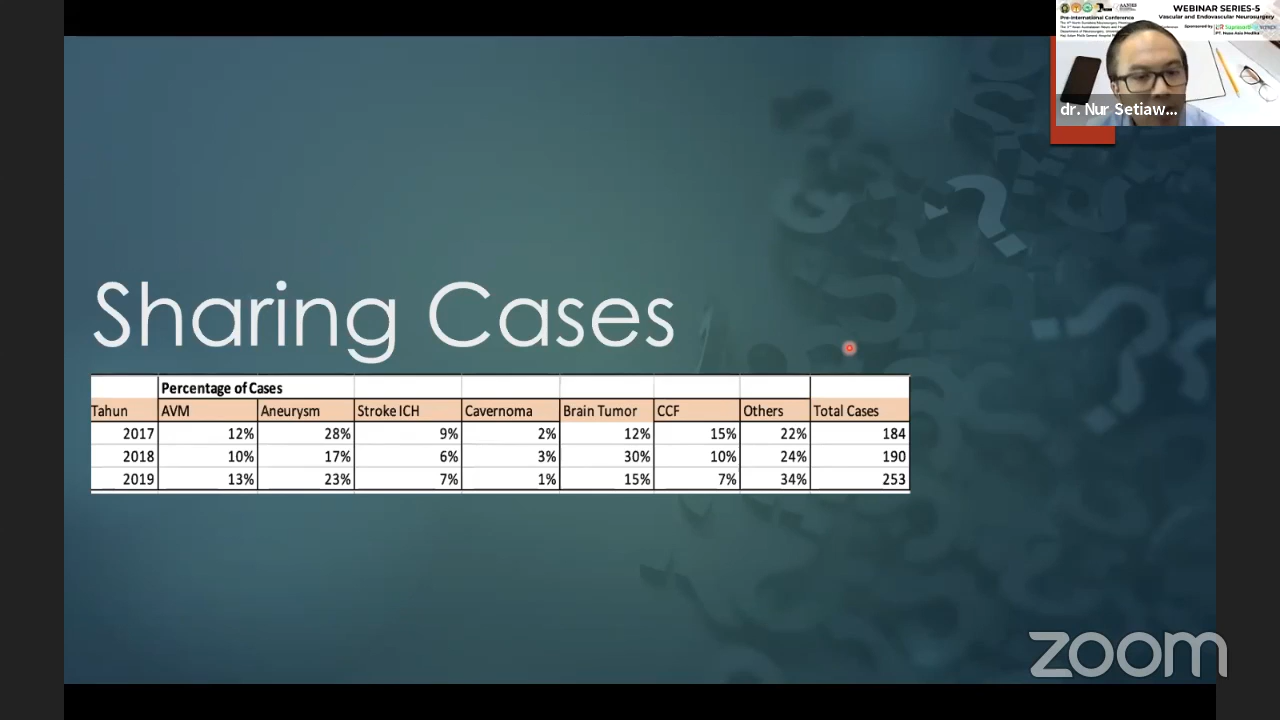 WEBINAR SERIES-5
Pre-International Conference
Vascular and Endovascular Neurosurgery
dr. Nur Setiaw...
Sharing Cases
Percentage of Cases
Tahun AVM Aneurysm Stroke ICH Cavernoma Brain Tumor CCF Others Total Cases
2017 12% 28% 9% 2% 12% 15% 22% 184
2018 10% 17% 6% 3% 30% 10% 24% 190
2019 13% 23% 7% 1% 15% 7% 34% 253
zoom